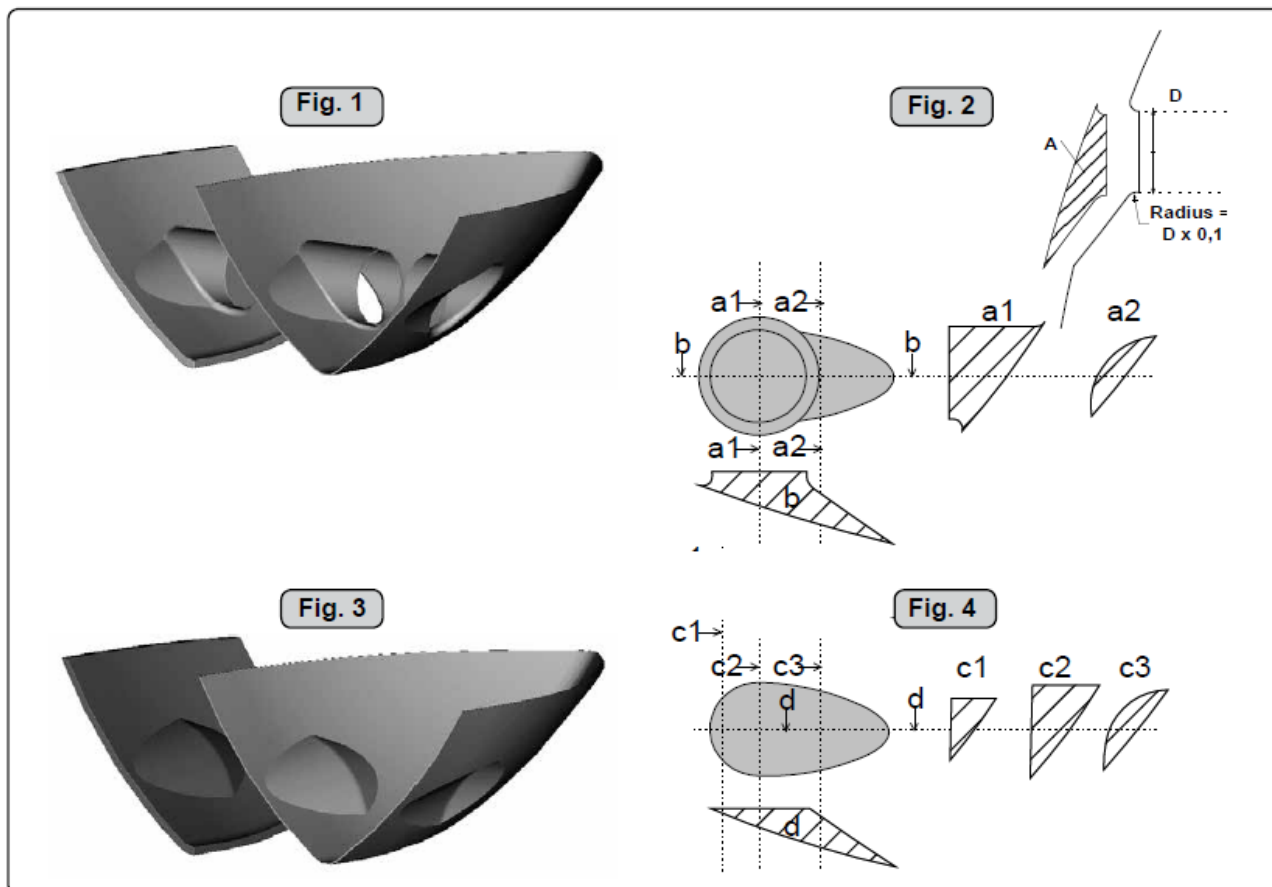 Fig. 1
Fig. 2
D
A
Radius =
D x 0,1
a1 a2
a1
a2
b
b
a1 a2
b
Fig. 3
Fig. 4
c1
c2 c3
c1
c2
c3
d
d
d